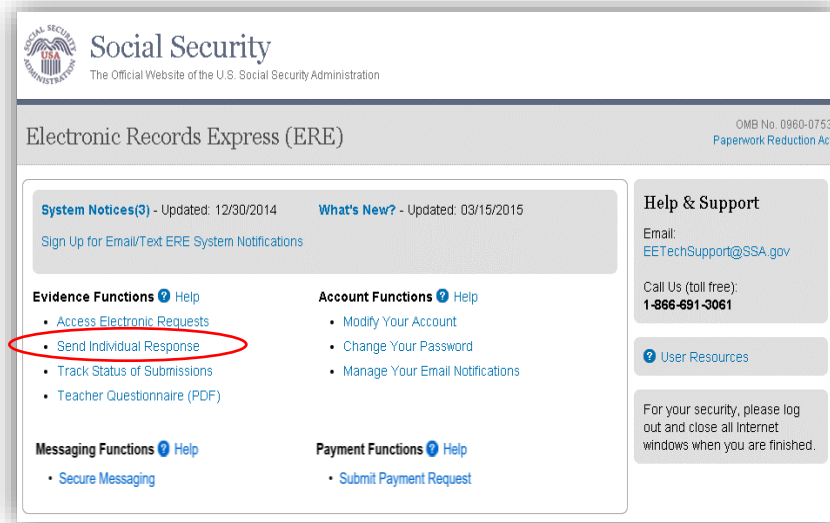 SOCIAL SECURITY ADMINISTRATION
USA
Social Security
The Official Website of the U.S. Social Security Administration
Electronic Records Express (ERE)
OMB No. 0960-0753
Paperwork Reduction Ac
System Notices(3) - Updated: 12/30/2014
What's New? - Updated: 03/15/2015
Sign Up for Email/Text ERE System Notifications
Evidence Functions ? Help
• Access Electronic Requests
• Send Individual Response
• Track Status of Submissions
• Teacher Questionnaire (PDF)
Account Functions ? Help
• Modify Your Account
• Change Your Password
• Manage Your Email Notifications
Messaging Functions ? Help
• Secure Messaging
Payment Functions ? Help
• Submit Payment Request
Help & Support
Email:
EETechSupport@SSA.gov
Call Us (toll free):
1-866-691-3061
? User Resources
For your security, please log
out and close all Internet
windows when you are finished.